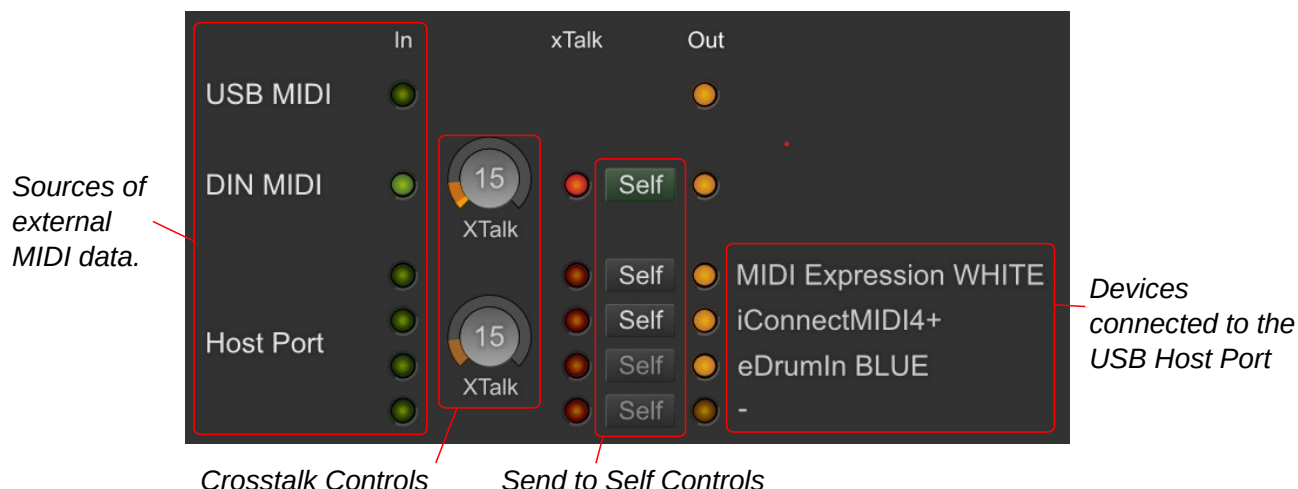 In xTalk Out
USB MIDI
DIN MIDI 15 Self
XTalk
Sources of
external
MIDI data.
Self MIDI Expression WHITE
Self iConnectMIDI4+
Host Port 15
Self eDrumIn BLUE
XTalk
Self -
Devices
connected to the
USB Host Port
Crosstalk Controls Send to Self Controls